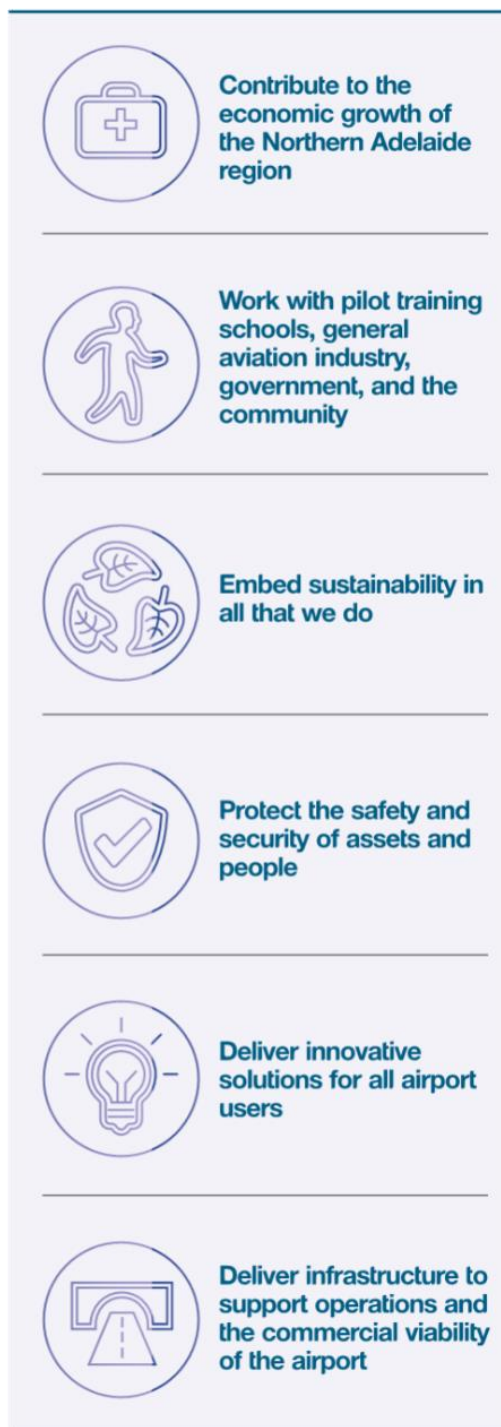 Contribute to the
economic growth of
the Northern Adelaide
region
Work with pilot training
schools, general
aviation industry,
government, and the
community
Embed sustainability in
all that we do
Protect the safety and
security of assets and
people
Deliver innovative
solutions for all airport
users
Deliver infrastructure to
support operations and
the commercial viability
of the airport